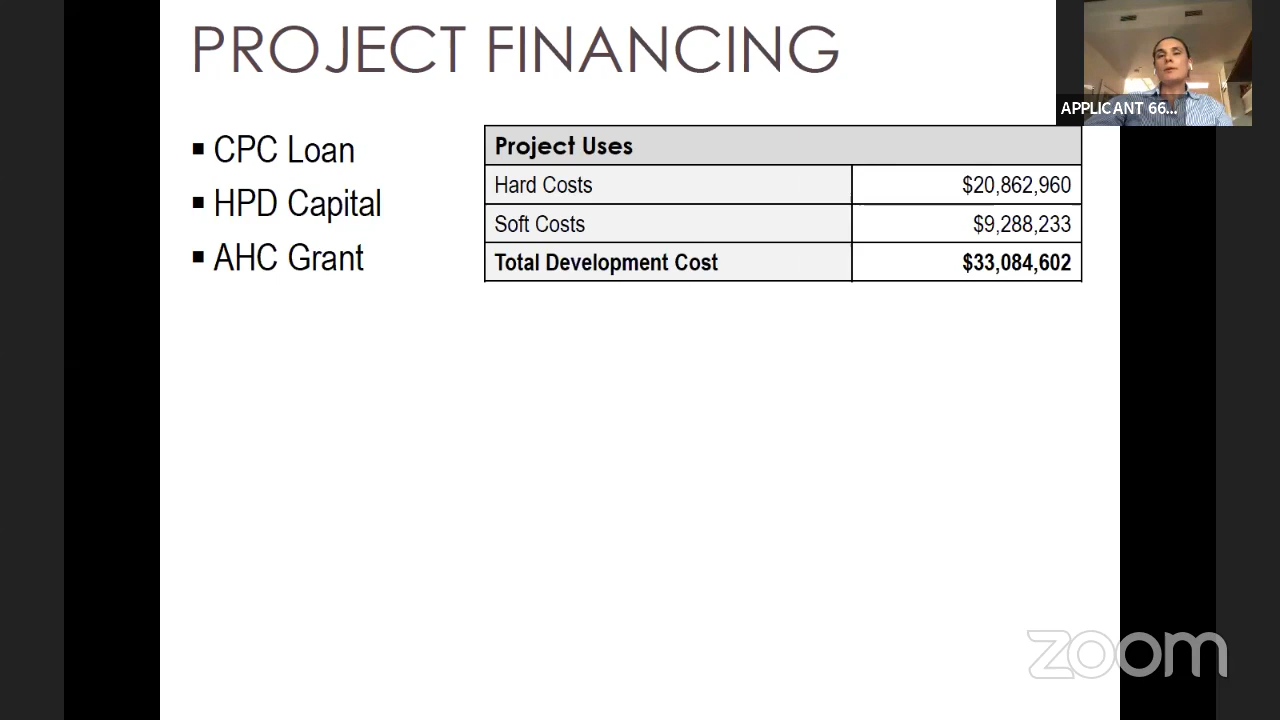 PROJECT FINANCING
APPLICANT 66...
▪ CPC Loan
▪ HPD Capital
▪ AHC Grant
Project Uses
Hard Costs $20,862,960
Soft Costs $9,288,233
Total Development Cost $33,084,602
zoom